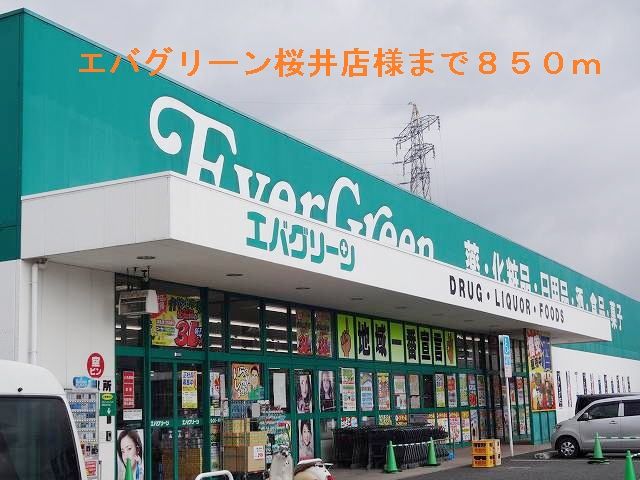 エバグリーン桜井店様まで８５０ｍ
EverGreen
薬・化粧品・日用品・酒・食品・菓子
エバグリーン
DRUG・LIQUOR・FOODS
地域一番宣言